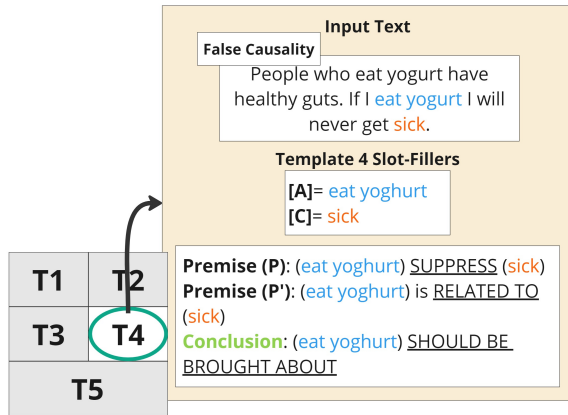 Input Text
False Causality
People who eat yogurt have
healthy guts. If I eat yogurt I will
never get sick.
Template 4 Slot-Fillers
[A]= eat yoghurt
[C]= sick
Premise (P): (eat yoghurt) SUPPRESS (sick)
Premise (P'): (eat yoghurt) is RELATED TO
(sick)
Conclusion: (eat yoghurt) SHOULD BE
BROUGHT ABOUT
T1 T2
T3 T4
T5